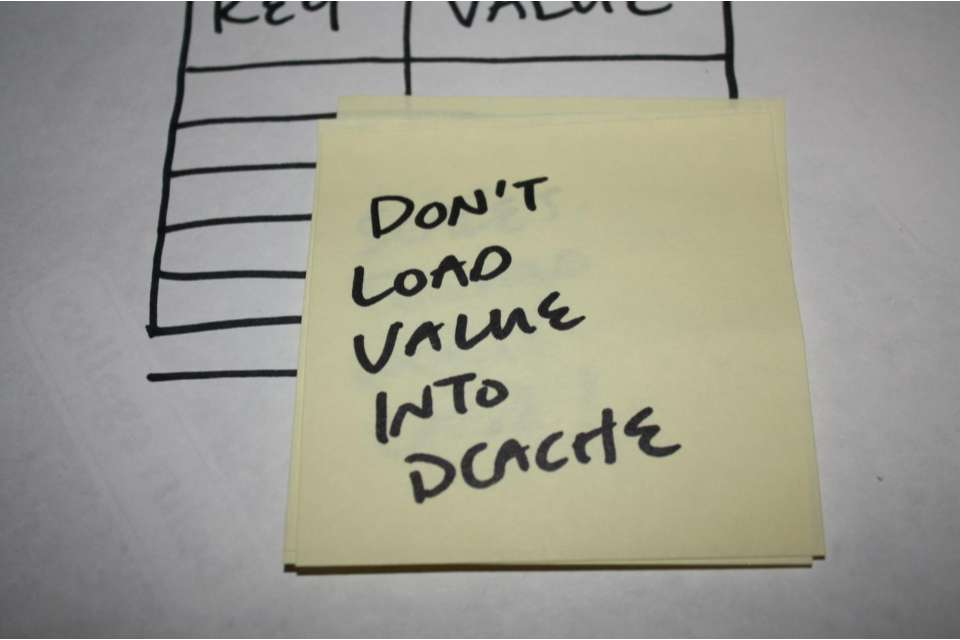 KEY VALUE
DON'T
LOAD
VALUE
INTO
DCACHE